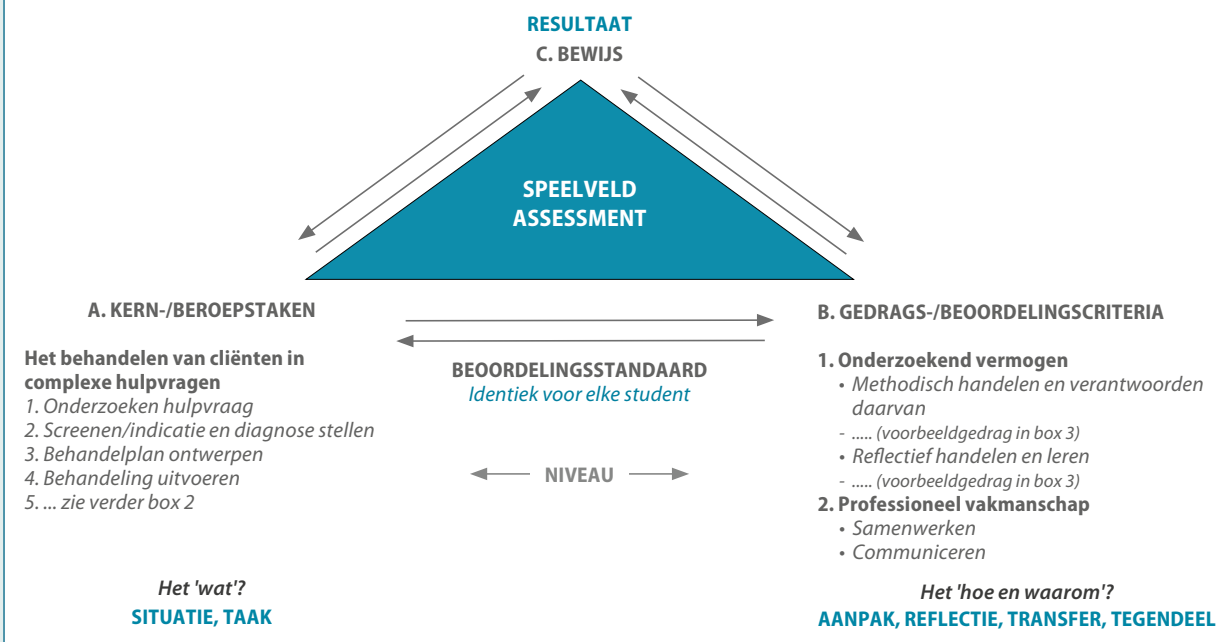 RESULTAAT
C. BEWIJS
SPEELVELD
ASSESSMENT
A. KERN-/BEROEPSTAKEN
Het behandelen van cliënten in
complexe hulpvragen
1. Onderzoeken hulpvraag
2. Screenen/indicatie en diagnose stellen
3. Behandelplan ontwerpen
4. Behandeling uitvoeren
5. ... zie verder box 2
Het 'wat'?
SITUATIE, TAAK
BEOORDELINGSSTANDAARD
Identiek voor elke student
NIVEAU
B. GEDRAGS-/BEOORDELINGSCRITERIA
1. Onderzoekend vermogen
• Methodisch handelen en verantwoorden
daarvan
- ..... (voorbeeldgedrag in box 3)
• Reflectief handelen en leren
- ..... (voorbeeldgedrag in box 3)
2. Professioneel vakmanschap
• Samenwerken
• Communiceren
Het 'hoe en waarom'?
AANPAK, REFLECTIE, TRANSFER, TEGENDEEL